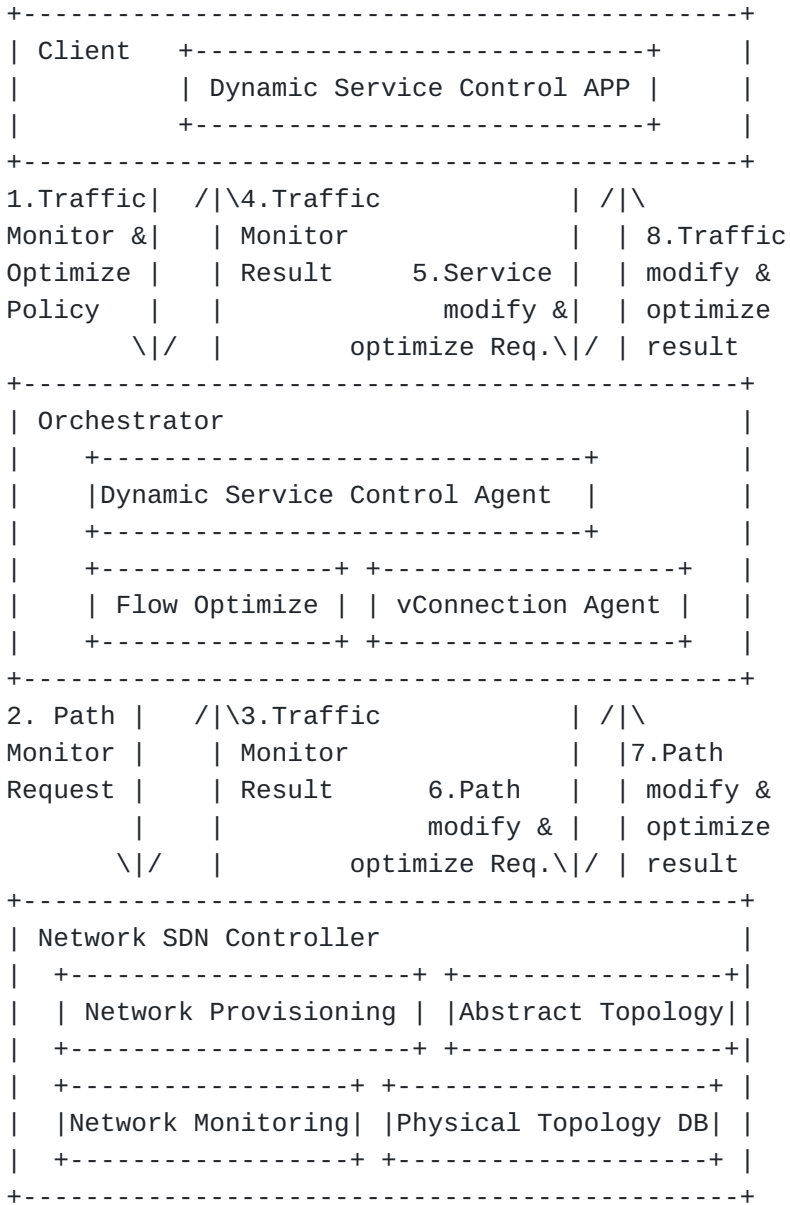 +----------------------------------------------+
| Client   +-----------------------------+     |
|          | Dynamic Service Control APP |     |
|          +-----------------------------+     |
+----------------------------------------------+
1.Traffic|  /|\4.Traffic            | /|\
Monitor &|   | Monitor              |  | 8.Traffic
Optimize |   | Result     5.Service |  | modify &
Policy   |   |              modify &|  | optimize
        \|/  |        optimize Req.\|/ | result
+----------------------------------------------+
| Orchestrator                                 |
|    +-------------------------------+         |
|    |Dynamic Service Control Agent  |         |
|    +-------------------------------+         |
|    +---------------+ +-------------------+   |
|    | Flow Optimize | | vConnection Agent |   |
|    +---------------+ +-------------------+   |
+----------------------------------------------+
2. Path |   /|\3.Traffic            | /|\
Monitor |    | Monitor              |  |7.Path
Request |    | Result      6.Path   |  | modify &
        |    |             modify & |  | optimize
       \|/   |        optimize Req.\|/ | result
+----------------------------------------------+
| Network SDN Controller                       |
|  +----------------------+ +-----------------+|
|  | Network Provisioning | |Abstract Topology||
|  +----------------------+ +-----------------+|
|  +------------------+ +--------------------+ |
|  |Network Monitoring| |Physical Topology DB| |
|  +------------------+ +--------------------+ |
+----------------------------------------------+